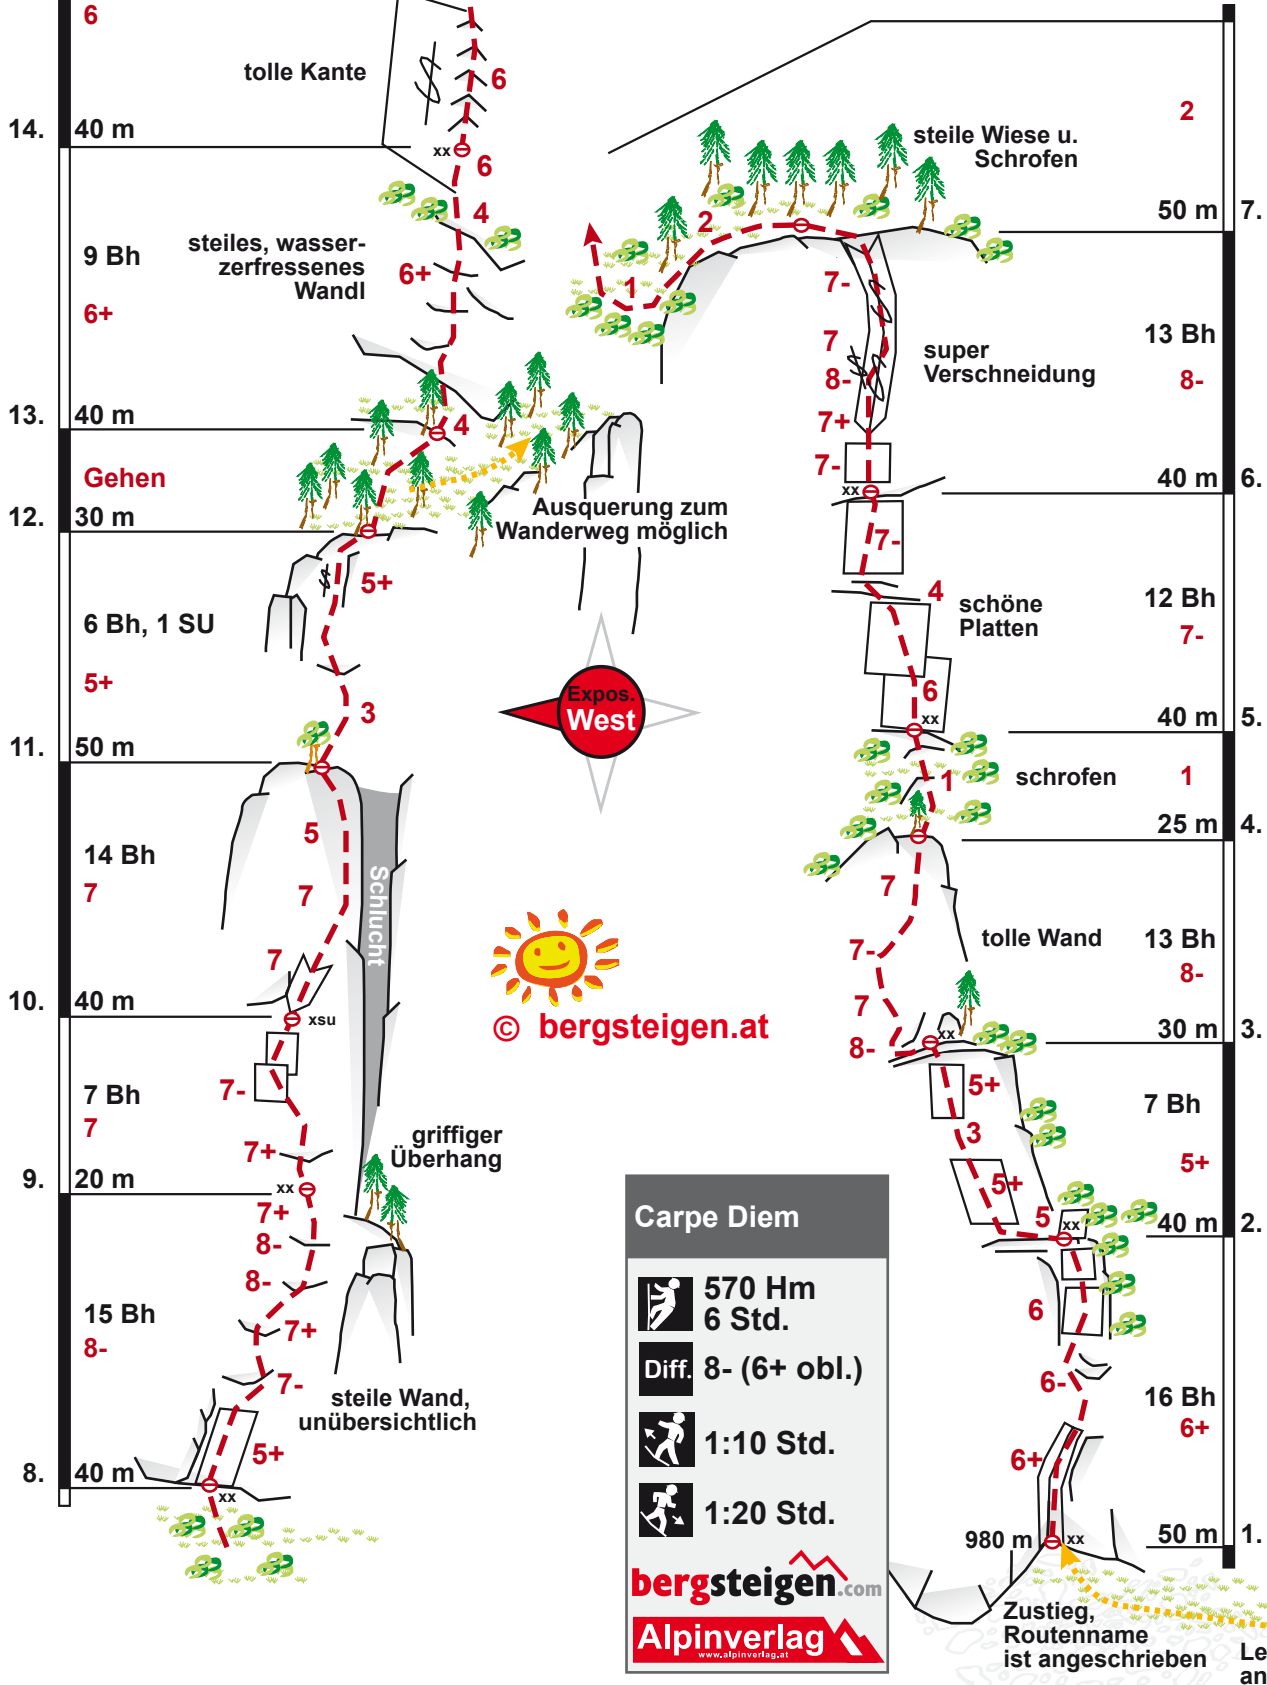 6
tolle Kante
6
14.
40 m
xx
6
4
steiles, wasser-
zerfressenes
Wandl
9 Bh
6+
6+
13.
40 m
4
Gehen
12.
30 m
Ausquerung zum
Wanderweg möglich
5+
6 Bh, 1 SU
5+
3
11.
50 m
5
14 Bh
7
7
7
Schlucht
10.
40 m
xsu
7 Bh
7
7-
7+
griffiger
Überhang
9.
20 m
xx
7+
8-
8-
15 Bh
8-
7+
7-
steile Wand,
unübersichtlich
5+
8.
40 m
xx
Expos.
West
© bergsteigen.at
2
steile Wiese u.
Schrofen
50 m
7.
2
1
7-
13 Bh
8-
7
super
Verschneidung
8-
7+
7-
xx
40 m
6.
7-
4
schöne
Platten
12 Bh
7-
6
xx
40 m
5.
1
schrofen
1
25 m
4.
7
7-
tolle Wand
13 Bh
8-
7
8-
xx
30 m
3.
5+
3
7 Bh
5+
5+
5
xx
40 m
2.
6
6-
16 Bh
6+
6+
980 m
xx
50 m
1.
Zustieg,
Routenname
ist angeschrieben
Le
an
Carpe Diem
570 Hm
6 Std.
Diff.
8- (6+ obl.)
1:10 Std.
1:20 Std.
bergsteigen.com
Alpinverlag
www.alpinverlag.at